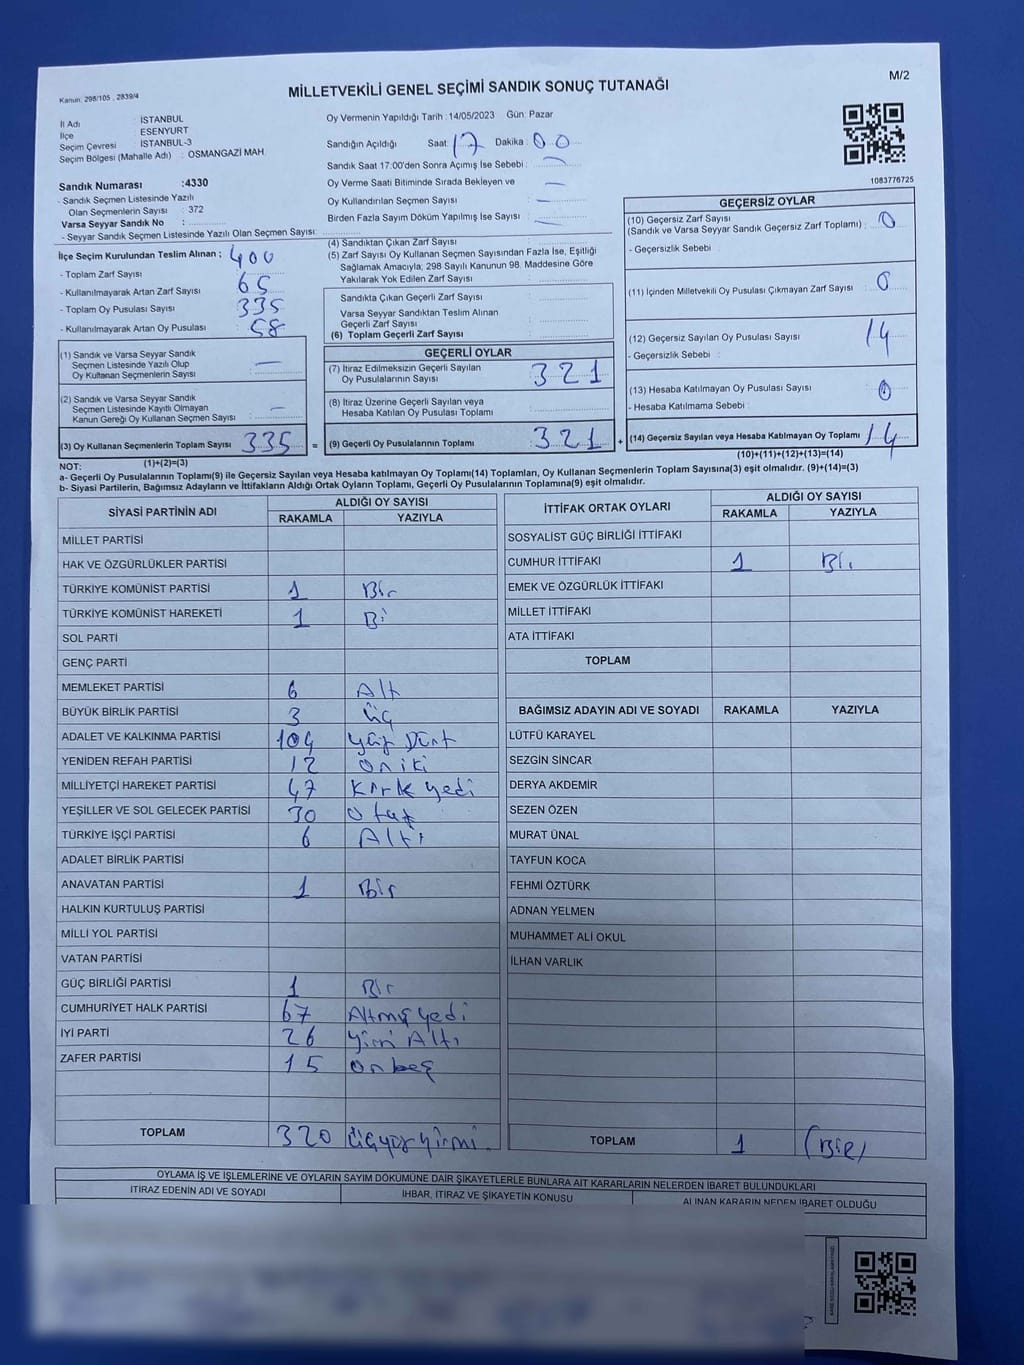 M/2
Kanun: 298/105 , 2839/4
MİLLETVEKİLİ GENEL SEÇİMİ SANDIK SONUÇ TUTANAĞI
İl Adı : İSTANBUL
İlçe : ESENYURT
Seçim Çevresi : İSTANBUL-3
Seçim Bölgesi (Mahalle Adı) : OSMANGAZİ MAH.
Sandık Numarası :4330
- Sandık Seçmen Listesinde Yazılı
Olan Seçmenlerin Sayısı : 372
Varsa Seyyar Sandık No :
- Seyyar Sandık Seçmen Listesinde Yazılı Olan Seçmen Sayısı:
Oy Vermenin Yapıldığı Tarih :14/05/2023 Gün: Pazar
Sandığın Açıldığı Saat: 17 Dakika : 00
Sandık Saat 17:00'den Sonra Açımış İse Sebebi :
Oy Verme Saati Bitiminde Sırada Bekleyen ve : —
Oy Kullandırılan Seçmen Sayısı : —
Birden Fazla Sayım Döküm Yapılmış İse Sayısı : —
1083776725
İlçe Seçim Kurulundan Teslim Alınan ; 400
- Toplam Zarf Sayısı
- Kullanılmayarak Artan Zarf Sayısı : 65
- Toplam Oy Pusulası Sayısı : 335
- Kullanılmayarak Artan Oy Pusulası : 58
(1) Sandık ve Varsa Seyyar Sandık
Seçmen Listesinde Yazılı Olup : —
Oy Kullanan Seçmenlerin Sayısı
(2) Sandık ve Varsa Seyyar Sandık
Seçmen Listesinde Kayıtlı Olmayan : —
Kanun Gereği Oy Kullanan Seçmen Sayısı
(3) Oy Kullanan Seçmenlerin Toplam Sayısı : 335 =
(1)+(2)=(3)
(4) Sandıktan Çıkan Zarf Sayısı :
(5) Zarf Sayısı Oy Kullanan Seçmen Sayısından Fazla İse, Eşitliği
Sağlamak Amacıyla, 298 Sayılı Kanunun 98. Maddesine Göre
Yakılarak Yok Edilen Zarf Sayısı :
Sandıkta Çıkan Geçerli Zarf Sayısı :
Varsa Seyyar Sandıktan Teslim Alınan
Geçerli Zarf Sayısı :
(6) Toplam Geçerli Zarf Sayısı :
GEÇERLİ OYLAR
(7) İtiraz Edilmeksizin Geçerli Sayılan
Oy Pusulalarının Sayısı : 321
(8) İtiraz Üzerine Geçerli Sayılan veya
Hesaba Katılan Oy Pusulası Toplamı :
(9) Geçerli Oy Pusulalarının Toplamı : 321 +
GEÇERSİZ OYLAR
(10) Geçersiz Zarf Sayısı
(Sandık ve Varsa Seyyar Sandık Geçersiz Zarf Toplamı) : 0
- Geçersizlik Sebebi :
(11) İçinden Milletvekili Oy Pusulası Çıkmayan Zarf Sayısı : 0
(12) Geçersiz Sayılan Oy Pusulası Sayısı : 14
- Geçersizlik Sebebi :
(13) Hesaba Katılmayan Oy Pusulası Sayısı : 0
- Hesaba Katılmama Sebebi :
(14) Geçersiz Sayılan veya Hesaba Katılmayan Oy Toplamı : 14
(10)+(11)+(12)+(13)=(14)
NOT:
a- Geçerli Oy Pusulalarının Toplamı(9) ile Geçersiz Sayılan veya Hesaba katılmayan Oy Toplamı(14) Toplamları, Oy Kullanan Seçmenlerin Toplam Sayısına(3) eşit olmalıdır. (9)+(14)=(3)
b- Siyasi Partilerin, Bağımsız Adayların ve İttifakların Aldığı Ortak Oyların Toplamı, Geçerli Oy Pusulalarının Toplamına(9) eşit olmalıdır.
SİYASİ PARTİNİN ADI ALDIĞI OY SAYISI
RAKAMLA YAZIYLA
MİLLET PARTİSİ
HAK VE ÖZGÜRLÜKLER PARTİSİ
TÜRKİYE KOMÜNİST PARTİSİ 1 Bir
TÜRKİYE KOMÜNİST HAREKETİ 1 Bi
SOL PARTİ
GENÇ PARTİ
MEMLEKET PARTİSİ 6 Altı
BÜYÜK BİRLİK PARTİSİ 3 üç
ADALET VE KALKINMA PARTİSİ 104 yüz Dört
YENİDEN REFAH PARTİSİ 12 on iki
MİLLİYETÇİ HAREKET PARTİSİ 47 Kırk yedi
YEŞİLLER VE SOL GELECEK PARTİSİ 30 otuz
TÜRKİYE İŞÇİ PARTİSİ 6 Altı
ADALET BİRLİK PARTİSİ
ANAVATAN PARTİSİ 1 Bir
HALKIN KURTULUŞ PARTİSİ
MİLLİ YOL PARTİSİ
VATAN PARTİSİ
GÜÇ BİRLİĞİ PARTİSİ 1 Bir
CUMHURİYET HALK PARTİSİ 67 Altmış yedi
İYİ PARTİ 26 yirmi Altı
ZAFER PARTİSİ 15 onbeş
TOPLAM 320 üçyüz yirmi.
İTTİFAK ORTAK OYLARI ALDIĞI OY SAYISI
RAKAMLA YAZIYLA
SOSYALİST GÜÇ BİRLİĞİ İTTİFAKI
CUMHUR İTTİFAKI 1 Bir
EMEK VE ÖZGÜRLÜK İTTİFAKI
MİLLET İTTİFAKI
ATA İTTİFAKI
TOPLAM
BAĞIMSIZ ADAYIN ADI VE SOYADI RAKAMLA YAZIYLA
LÜTFÜ KARAYEL
SEZGİN SİNCAR
DERYA AKDEMİR
SEZEN ÖZEN
MURAT ÜNAL
TAYFUN KOCA
FEHMİ ÖZTÜRK
ADNAN YELMEN
MUHAMMET ALİ OKUL
İLHAN VARLIK
TOPLAM 1 (BİR)
OYLAMA İŞ VE İŞLEMLERİNE VE OYLARIN SAYIM DÖKÜMÜNE DAİR ŞİKAYETLERLE BUNLARA AİT KARARLARIN NELERDEN İBARET BULUNDUKLARI
İTİRAZ EDENİN ADI VE SOYADI İHBAR, İTİRAZ VE ŞİKAYETİN KONUSU ALINAN KARARIN NEDEN İBARET OLDUĞU